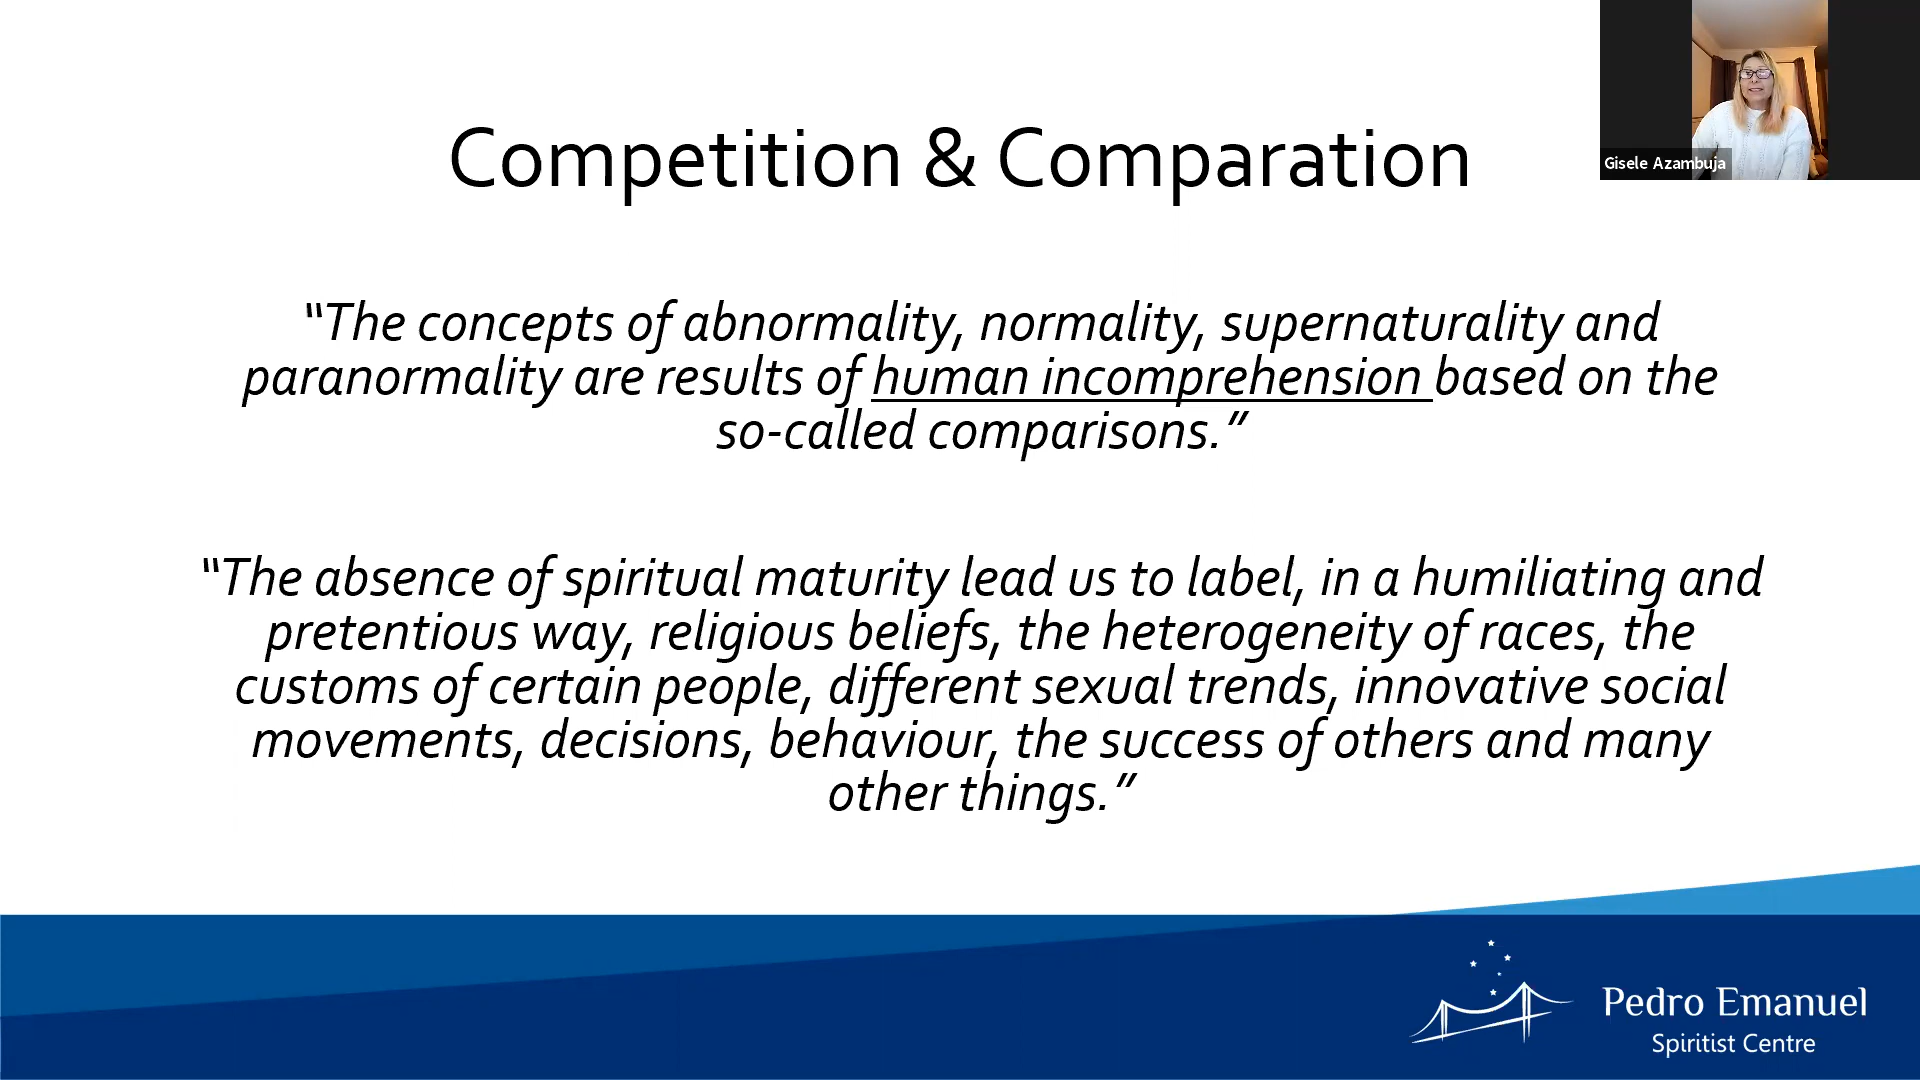 Competition & Comparation
Gisele Azambuja
“The concepts of abnormality, normality, supernaturality and
paranormality are results of human incomprehension based on the
so-called comparisons.”
“The absence of spiritual maturity lead us to label, in a humiliating and
pretentious way, religious beliefs, the heterogeneity of races, the
customs of certain people, different sexual trends, innovative social
movements, decisions, behaviour, the success of others and many
other things.”
Pedro Emanuel
Spiritist Centre